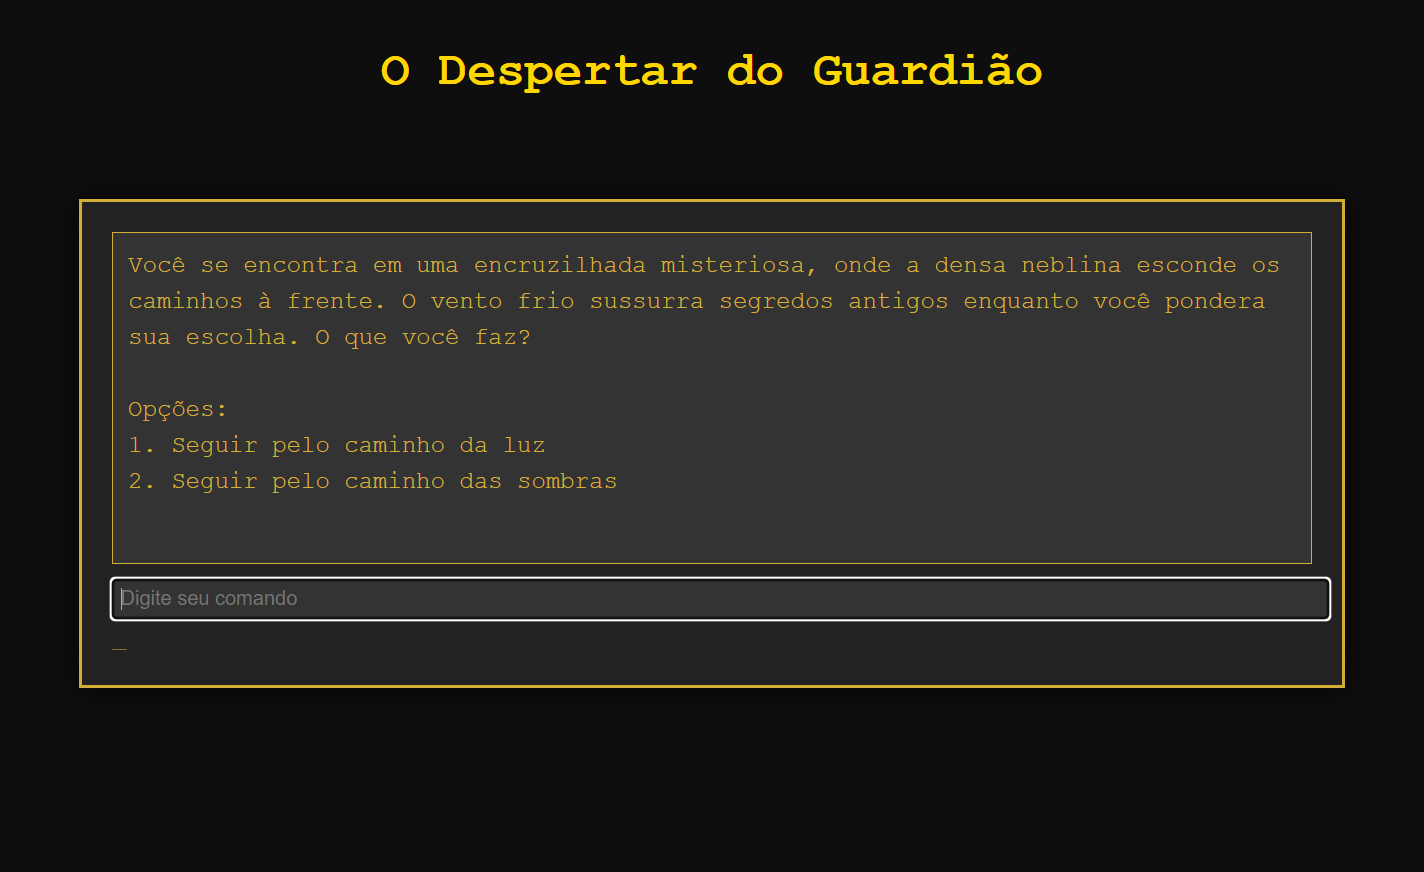 O Despertar do Guardião
Você se encontra em uma encruzilhada misteriosa, onde a densa neblina esconde os
caminhos à frente. O vento frio sussurra segredos antigos enquanto você pondera
sua escolha. O que você faz?
Opções:
1. Seguir pelo caminho da luz
2. Seguir pelo caminho das sombras
Digite seu comando
_